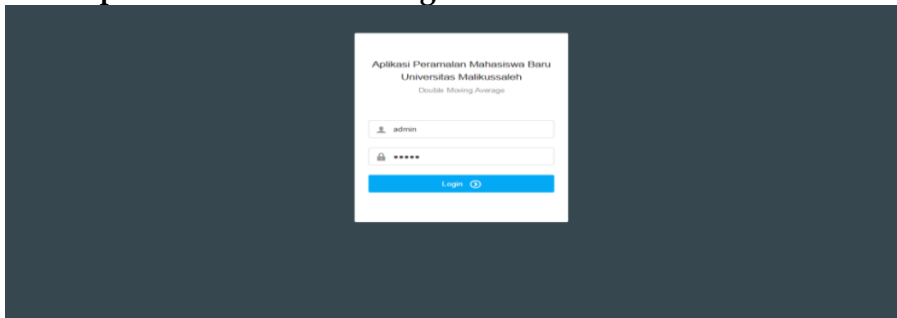 Aplikasi Peramalan Mahasiswa Baru
Universitas Malikussaleh
Double Moving Average
admin
•••••
Login